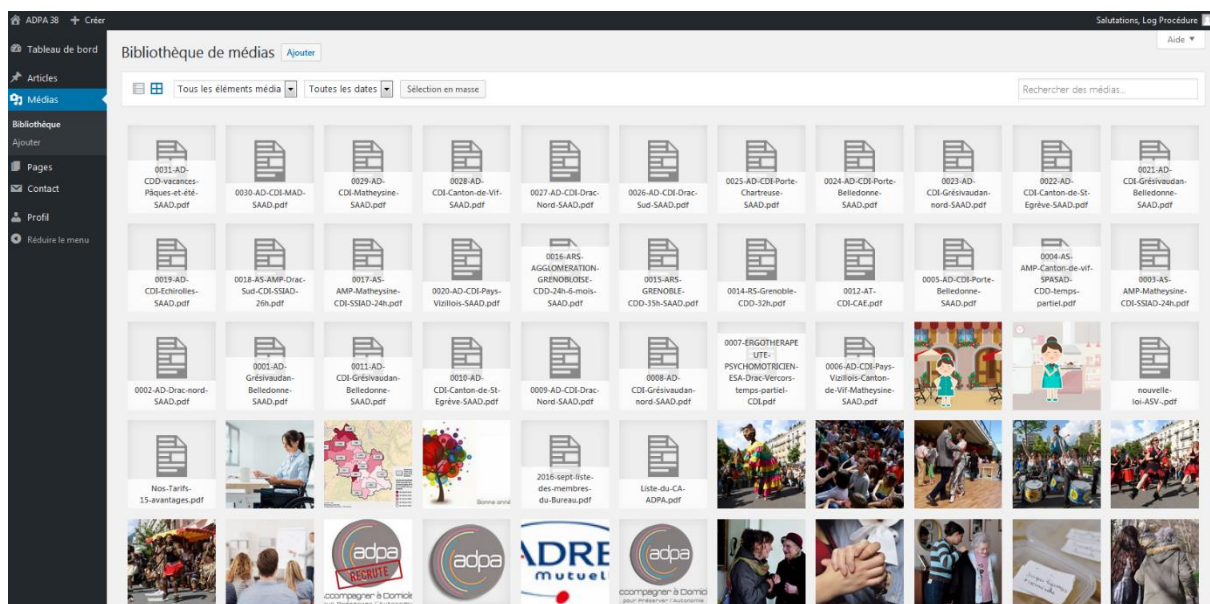 ADPA 38 + Créer
Salutations, Log Procédure
Tableau de bord
Articles
Médias
Bibliothèque
Ajouter
Pages
Contact
Profil
Réduire le menu
Aide ▼
Bibliothèque de médias Ajouter
Tous les éléments média Toutes les dates Sélection en masse
Rechercher des médias...
0031-AD-
CDD-vacances-
Pâques-et-été-
SAAD.pdf
0030-AD-CDI-MAD-
SAAD.pdf
0029-AD-
CDI-Matheysine-
SAAD.pdf
0028-AD-
CDI-Canton-de-Vif-
SAAD.pdf
0027-AD-CDI-Drac-
Nord-SAAD.pdf
0026-AD-CDI-Drac-
Sud-SAAD.pdf
0025-AD-CDI-Porte-
Chartreuse-
SAAD.pdf
0024-AD-CDI-Porte-
Belledonne-
SAAD.pdf
0023-AD-
CDI-Grésivaudan-
nord-SAAD.pdf
0022-AD-
CDI-Canton-de-St-
Egrève-SAAD.pdf
0021-AD-
CDI-Grésivaudan-
Belledonne-
SAAD.pdf
0019-AD-
CDI-Echirolles-
SAAD.pdf
0018-AS-AMP-Drac-
Sud-CDI-SSIAD-
26h.pdf
0017-AS-
AMP-Matheysine-
CDI-SSIAD-24h.pdf
0020-AD-CDI-Pays-
Vizillois-SAAD.pdf
0016-ARS-
AGGLOMERATION-
GRENOBLOISE-
CDD-24h-6-mois-
SAAD.pdf
0015-ARS-
GRENOBLE-
CDD-35h-SAAD.pdf
0014-RS-Grenoble-
CDD-32h.pdf
0012-AT-
CDI-CAE.pdf
0005-AD-CDI-Porte-
Belledonne-
SAAD.pdf
0004-AS-
AMP-Canton-de-vif-
SPASAD-
CDD-temps-
partiel.pdf
0003-AS-
AMP-Matheysine-
CDI-SSIAD-24h.pdf
0002-AD-Drac-nord-
SAAD.pdf
0001-AD-
Grésivaudan-
Belledonne-
SAAD.pdf
0011-AD-
CDI-Grésivaudan-
Belledonne-
SAAD.pdf
0010-AD-
CDI-Canton-de-St-
Egrève-SAAD.pdf
0009-AD-CDI-Drac-
Nord-SAAD.pdf
0008-AD-
CDI-Grésivaudan-
nord-SAAD.pdf
0007-ERGOTHERAPE
UTE-
PSYCHOMOTRICIEN-
ESA-Drac-Vercors-
temps-partiel-
CDI.pdf
0006-AD-CDI-Pays-
Vizillois-Canton-
de-Vif-Matheysine-
SAAD.pdf
nouvelle-
loi-ASV-.pdf
Nos-Tarifs-
15-avantages.pdf
Bonne anné
2016-sept-liste-
des-membres-
du-Bureau.pdf
Liste-du-CA-
ADPA.pdf
adpa
RECRUTE
ccompagner à Domicile
adpa
ADRE
mutuel
adpa
ccompagner à Domici
pour Préserver l'Autonomie